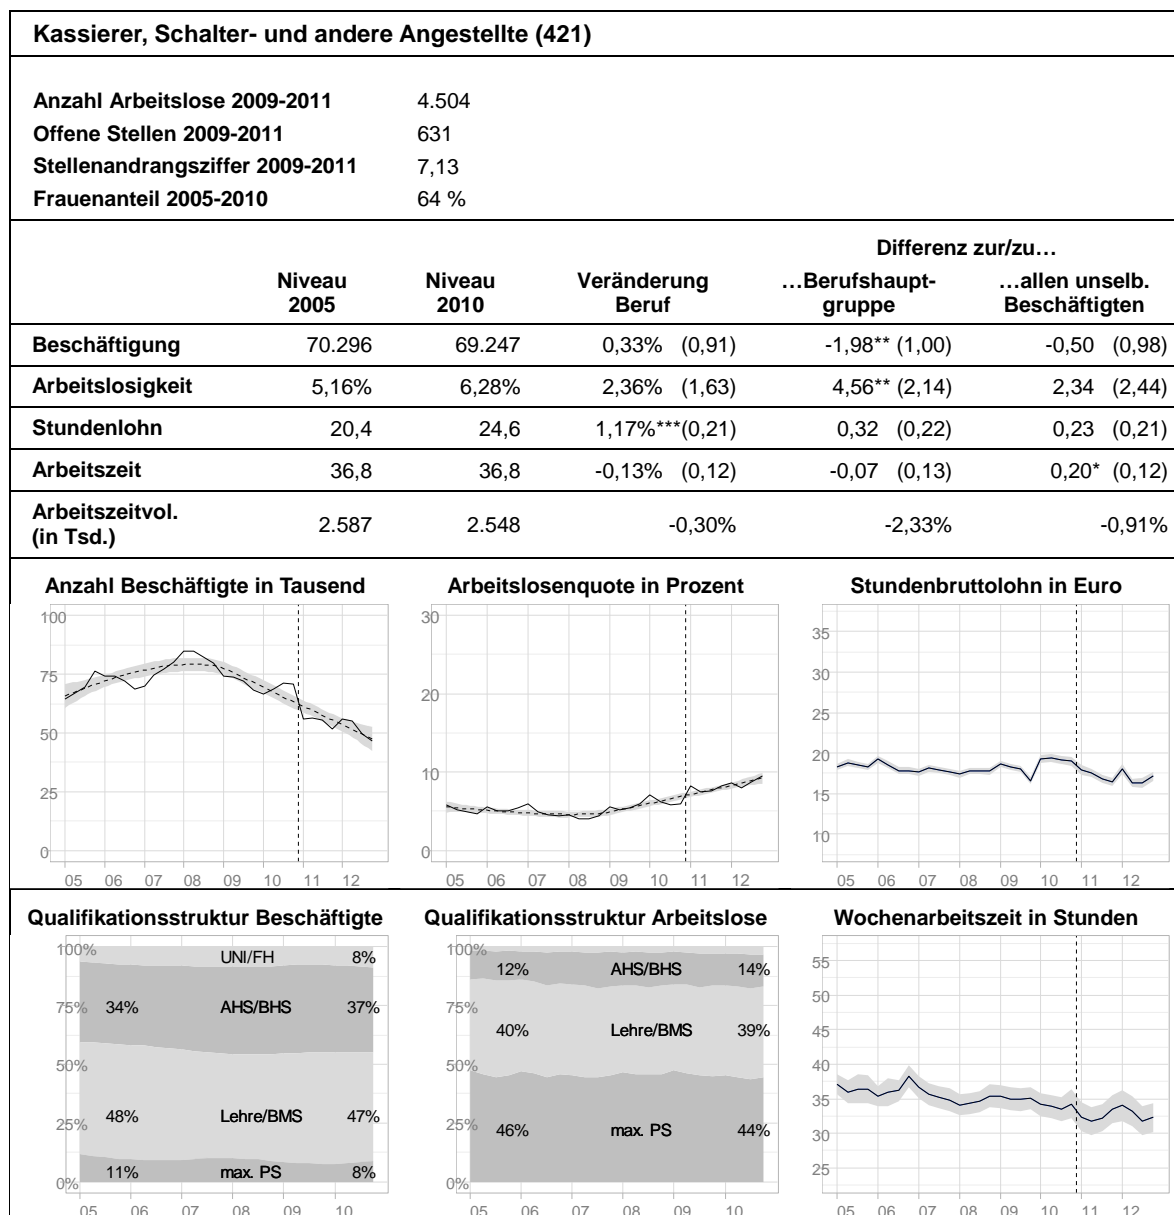 Kassierer, Schalter- und andere Angestellte (421)
Anzahl Arbeitslose 2009-2011 4.504
Offene Stellen 2009-2011 631
Stellenandrangsziffer 2009-2011 7,13
Frauenanteil 2005-2010 64 %
Differenz zur/zu…
Niveau 2005 Niveau 2010 Veränderung Beruf …Berufshaupt-gruppe …allen unselb. Beschäftigten
Beschäftigung 70.296 69.247 0,33% (0,91) -1,98** (1,00) -0,50 (0,98)
Arbeitslosigkeit 5,16% 6,28% 2,36% (1,63) 4,56** (2,14) 2,34 (2,44)
Stundenlohn 20,4 24,6 1,17%***(0,21) 0,32 (0,22) 0,23 (0,21)
Arbeitszeit 36,8 36,8 -0,13% (0,12) -0,07 (0,13) 0,20* (0,12)
Arbeitszeitvol. (in Tsd.) 2.587 2.548 -0,30% -2,33% -0,91%
Anzahl Beschäftigte in Tausend
100
75
50
25
0
05 06 07 08 09 10 11 12
Arbeitslosenquote in Prozent
30
20
10
0
05 06 07 08 09 10 11 12
Stundenbruttolohn in Euro
35
30
25
20
15
10
05 06 07 08 09 10 11 12
Qualifikationsstruktur Beschäftigte
100% UNI/FH 8%
75% 34% AHS/BHS 37%
50%
25% 48% Lehre/BMS 47%
0% 11% max. PS 8%
05 06 07 08 09 10
Qualifikationsstruktur Arbeitslose
100%
12% AHS/BHS 14%
75%
40% Lehre/BMS 39%
50%
25% 46% max. PS 44%
0%
05 06 07 08 09 10
Wochenarbeitszeit in Stunden
55
50
45
40
35
30
25
05 06 07 08 09 10 11 12